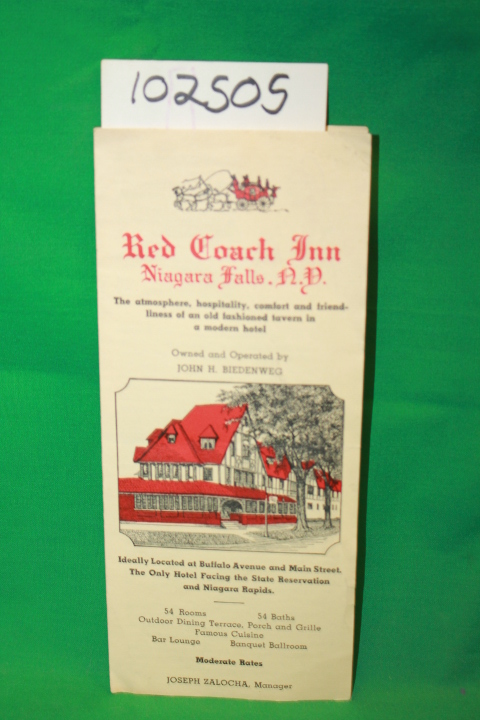 102505
Red Coach Inn
Niagara Falls, N.Y.
The atmosphere, hospitality, comfort and friend-
liness of an old fashioned tavern in
a modern hotel
Owned and Operated by
JOHN H. BIEDENWEG
Ideally Located at Buffalo Avenue and Main Street.
The Only Hotel Facing the State Reservation
and Niagara Rapids.
54 Rooms 54 Baths
Outdoor Dining Terrace, Porch and Grille
Famous Cuisine
Bar Lounge Banquet Ballroom
Moderate Rates
JOSEPH ZALOCHA, Manager